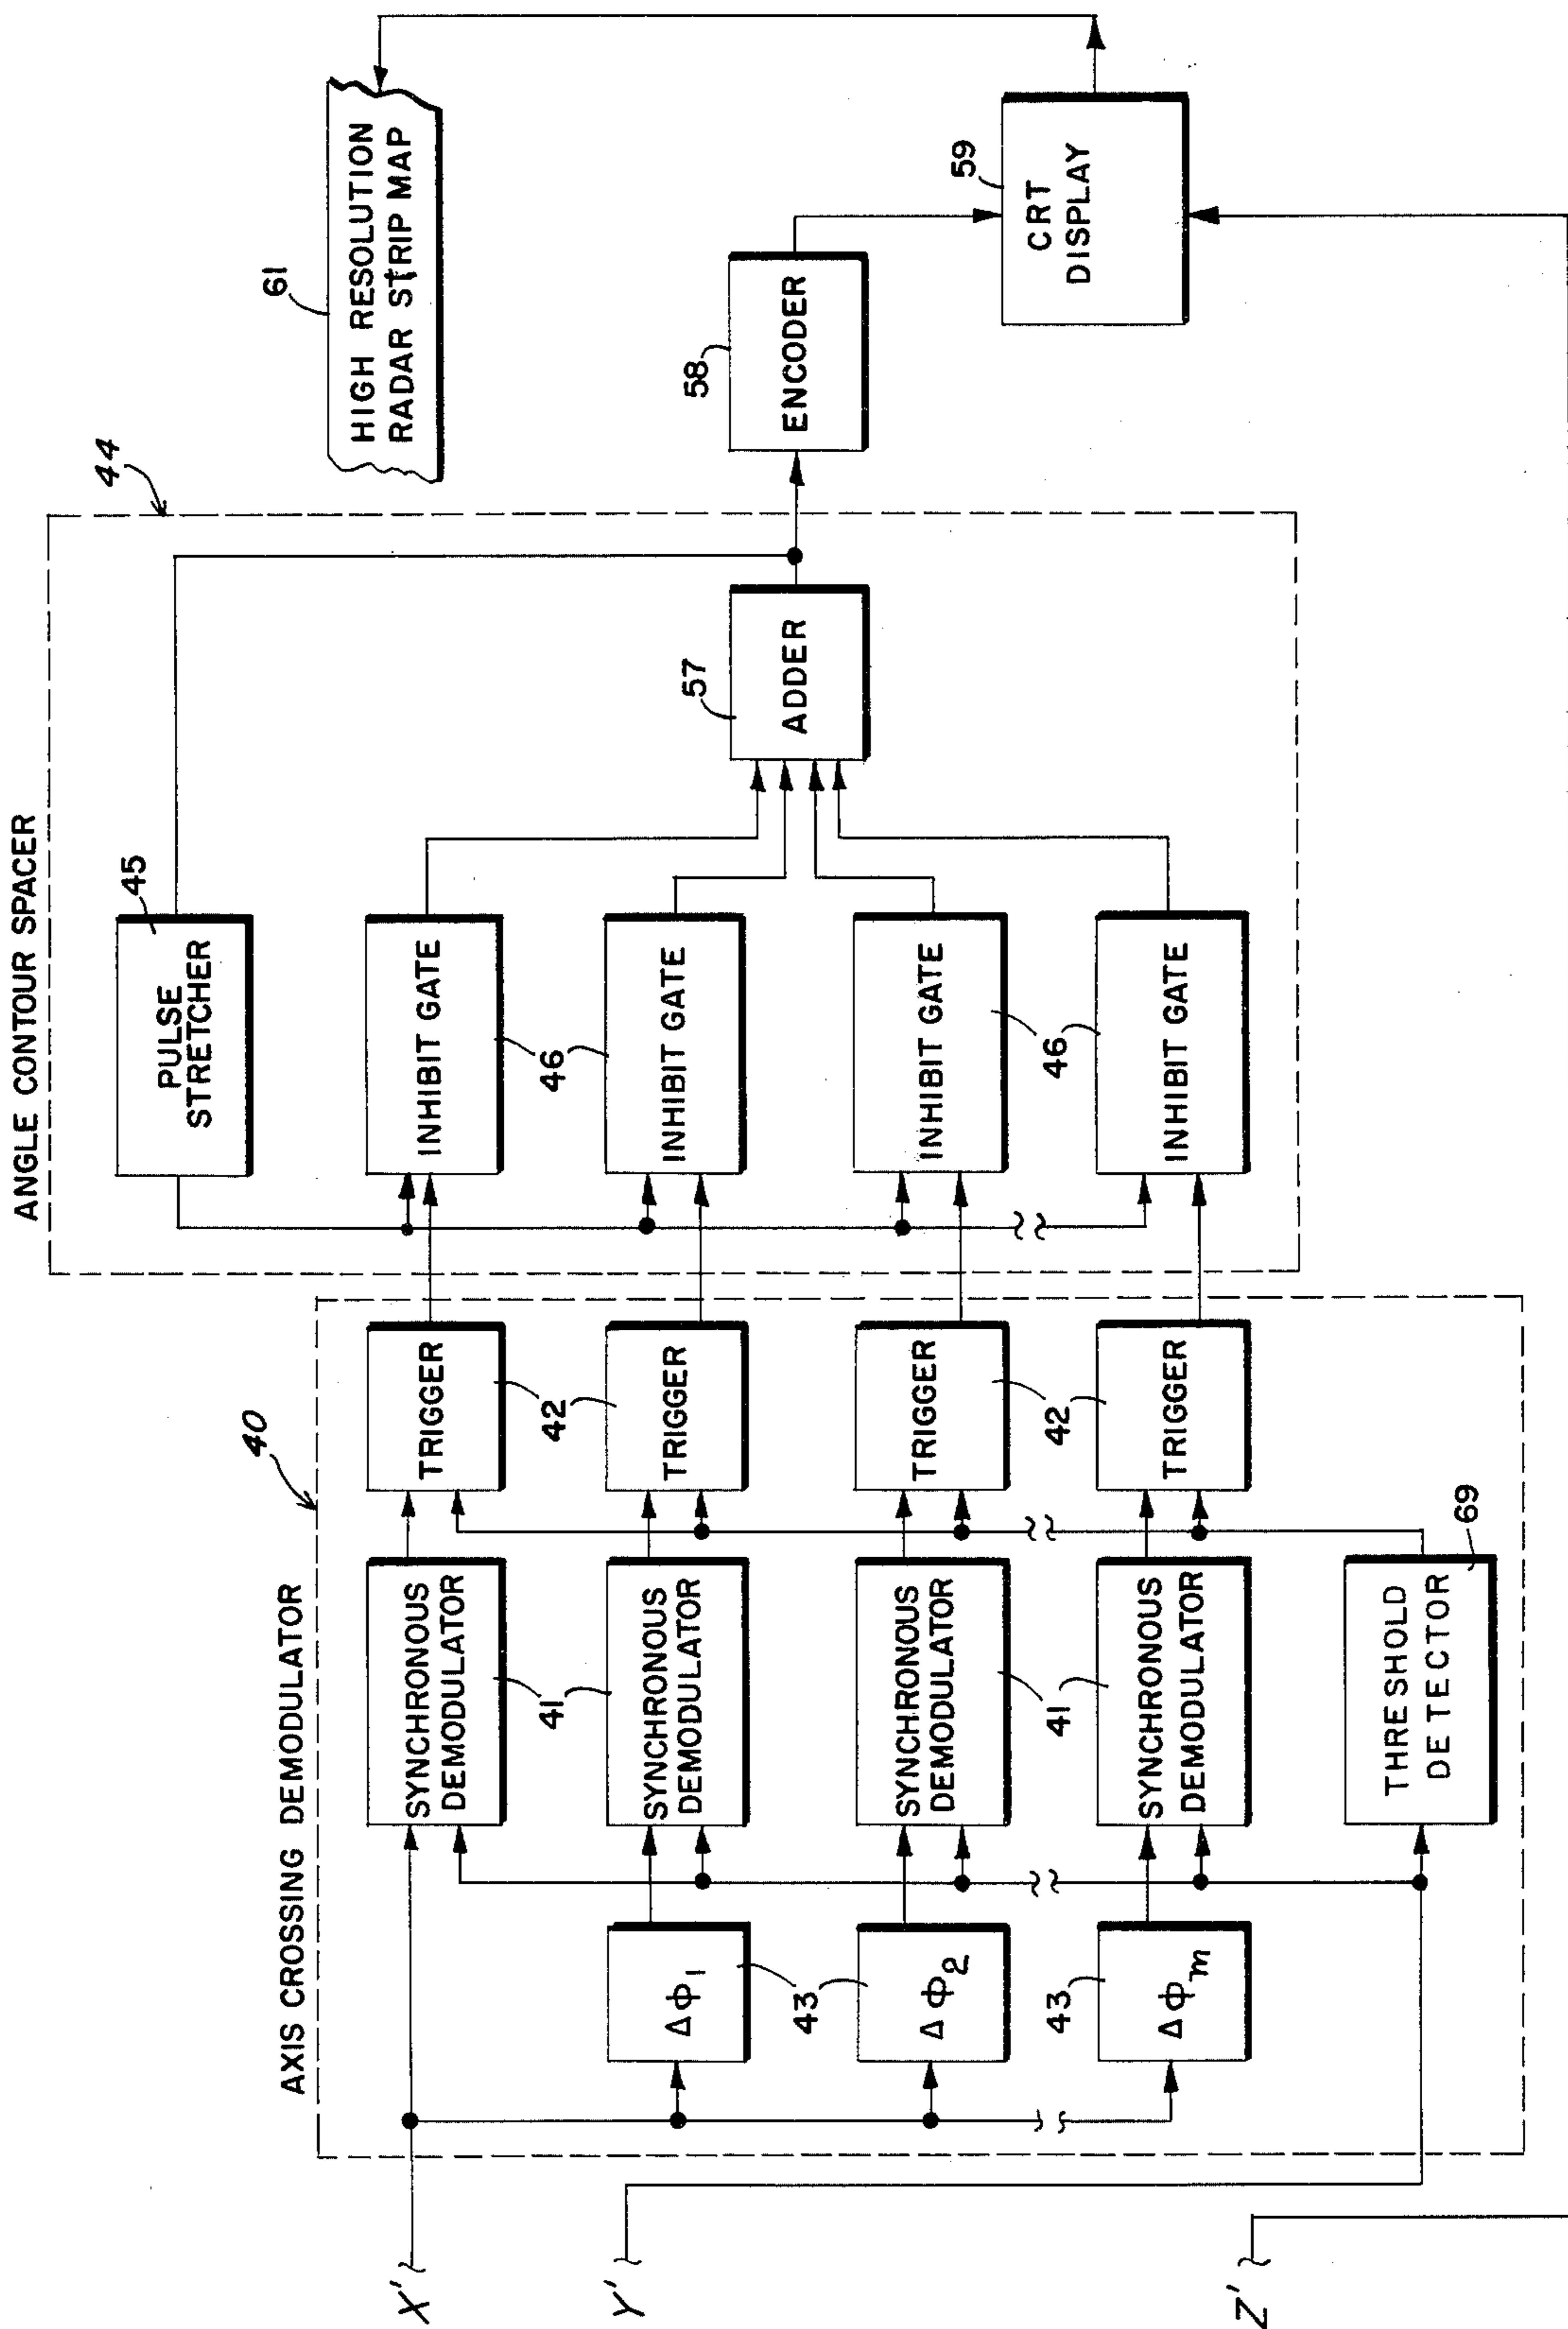 AXIS CROSSING DEMODULATOR
40
ANGLE CONTOUR SPACER
44
X'
Y'
Z'
Δφ1
Δφ2
Δφm
43
43
SYNCHRONOUS
DEMODULATOR
SYNCHRONOUS
DEMODULATOR
SYNCHRONOUS
DEMODULATOR
SYNCHRONOUS
DEMODULATOR
41
41
THRESHOLD
DETECTOR
69
TRIGGER
TRIGGER
TRIGGER
TRIGGER
42
42
PULSE
STRETCHER
45
INHIBIT GATE
INHIBIT GATE
INHIBIT GATE
INHIBIT GATE
46
46
ADDER
57
ENCODER
58
CRT
DISPLAY
59
HIGH RESOLUTION
RADAR STRIP MAP
61